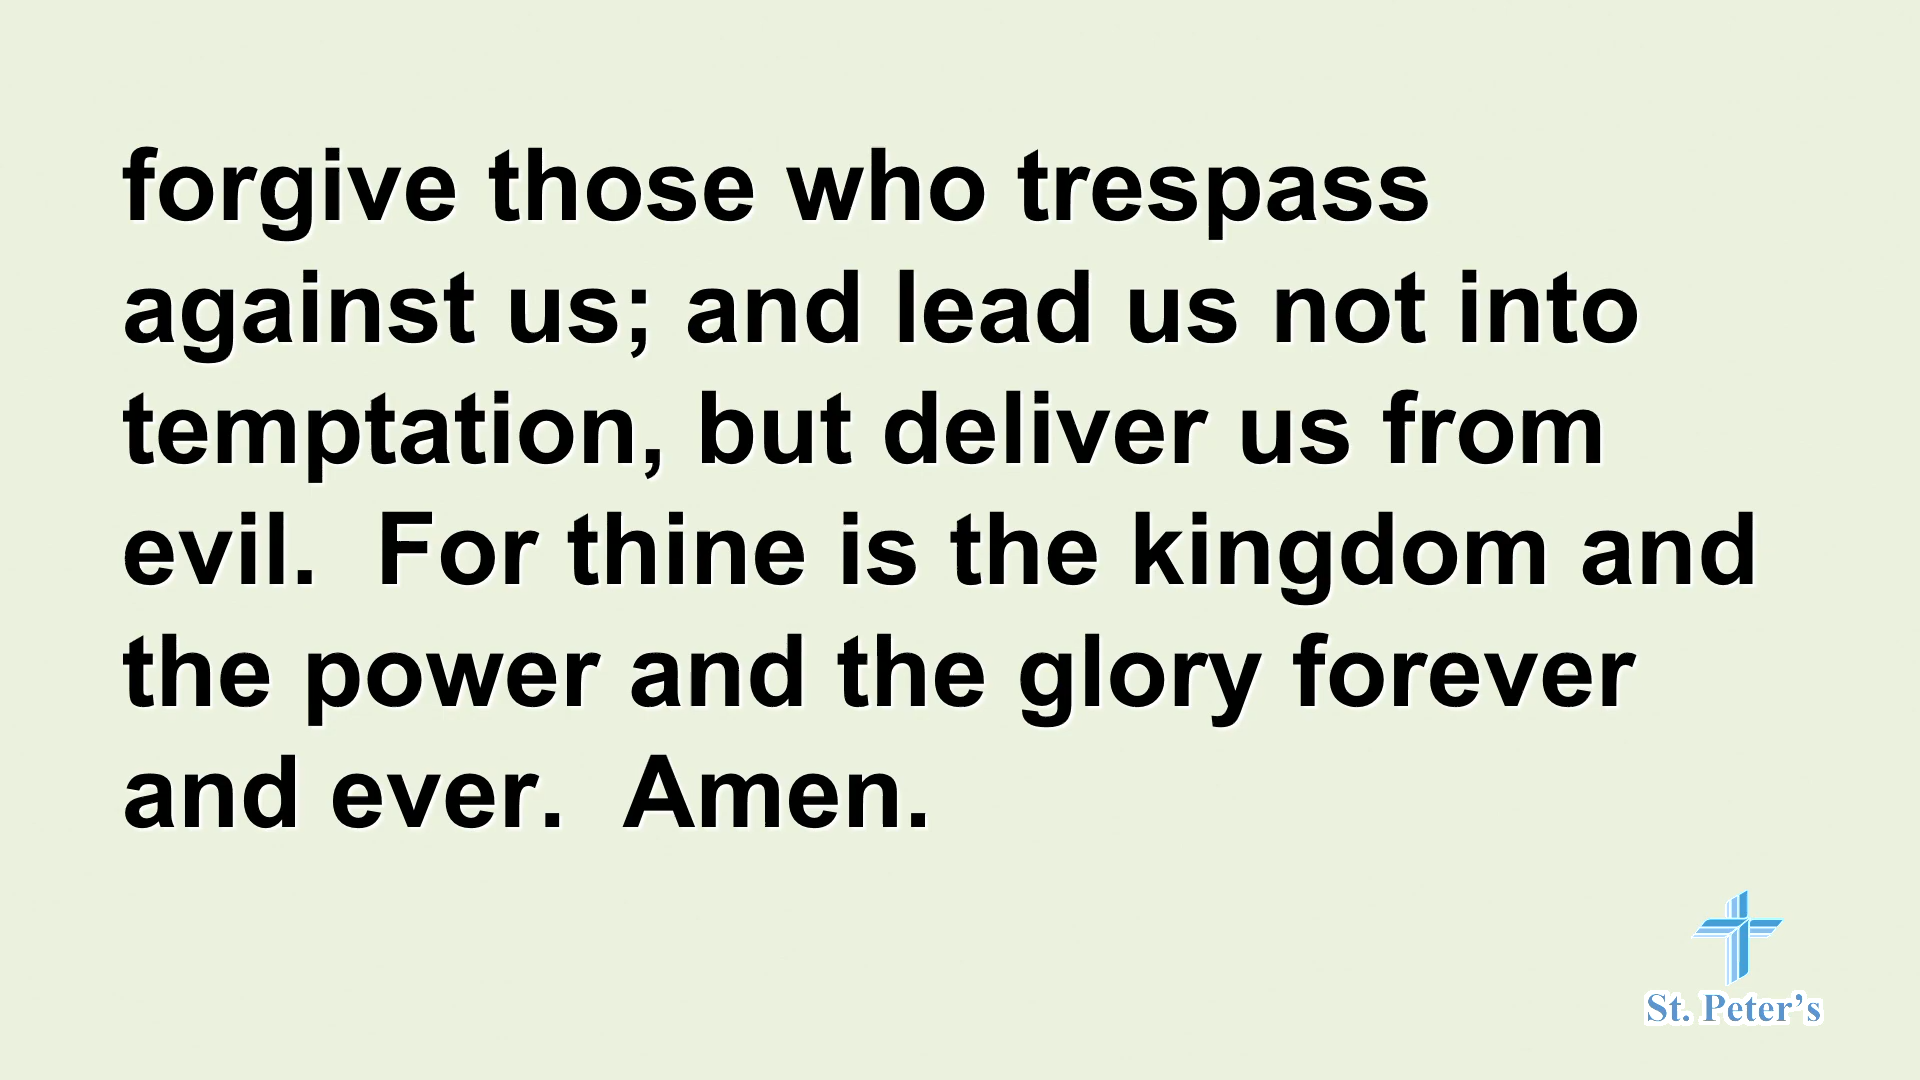 forgive those who trespass
against us; and lead us not into
temptation, but deliver us from
evil.  For thine is the kingdom and
the power and the glory forever
and ever.  Amen.
St. Peter’s